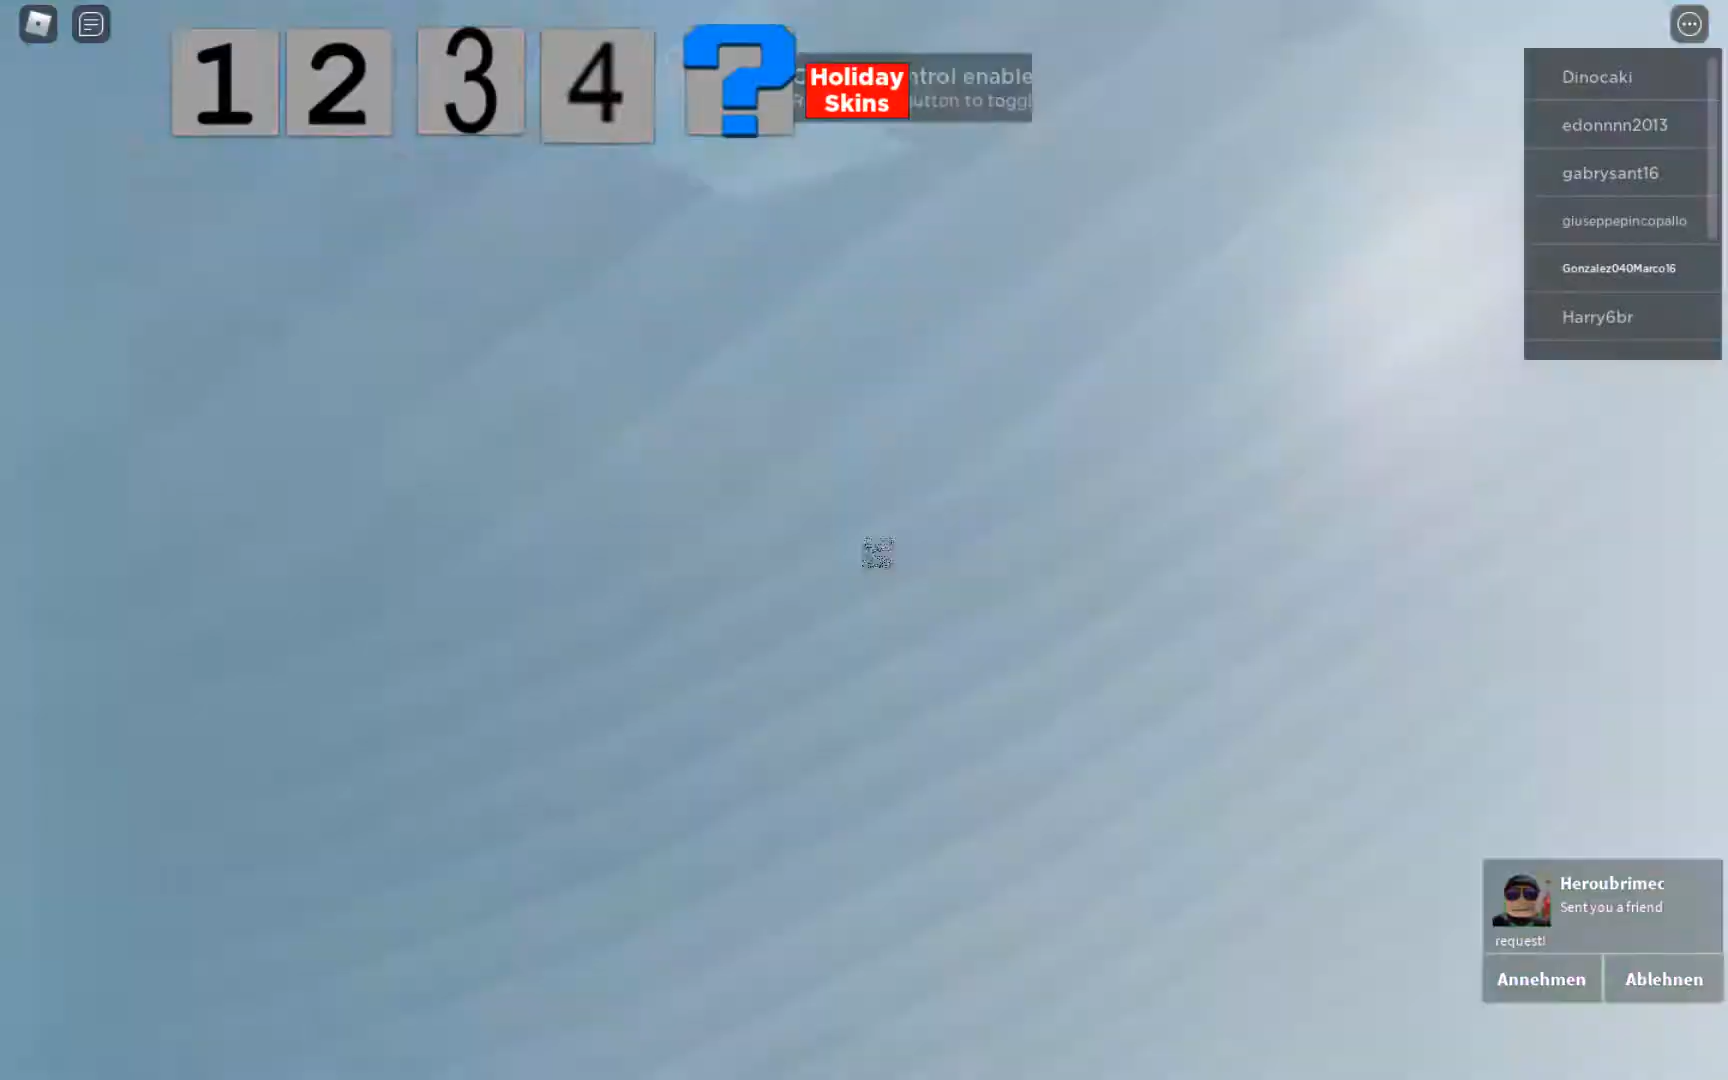 1 2 3 4 ?
Holiday
Skins
ntrol enable
utton to toggl
Dinocaki
edonnnn2013
gabrysant16
giuseppepincopallo
Gonzalez040Marco16
Harry6br
Heroubrimec
Sent you a friend
request!
Annehmen Ablehnen